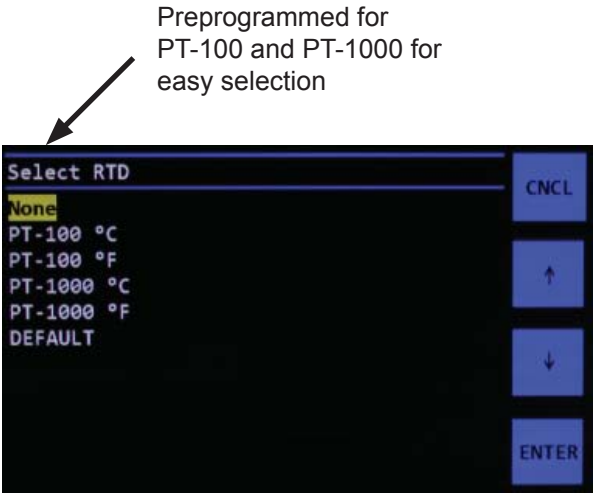 Preprogrammed for
PT-100 and PT-1000 for
easy selection
Select RTD
None
PT-100 °C
PT-100 °F
PT-1000 °C
PT-1000 °F
DEFAULT
CNCL
↑
↓
ENTER